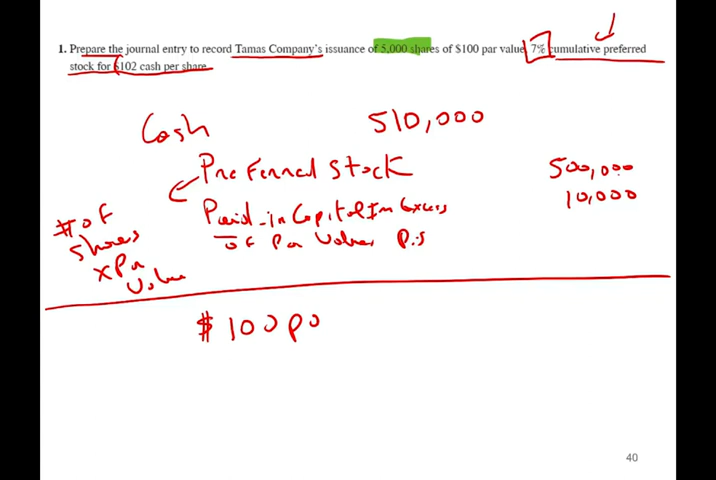 1. Prepare the journal entry to record Tamas Company's issuance of 5,000 shares of $100 par value, 7% cumulative preferred
stock for $102 cash per share.
Cash 510,000
Preferred Stock 500,000
Paid-in Capital In Excess 10,000
of Par Value P.S
# of
shares
x Par
Value
$ 100 pa
40